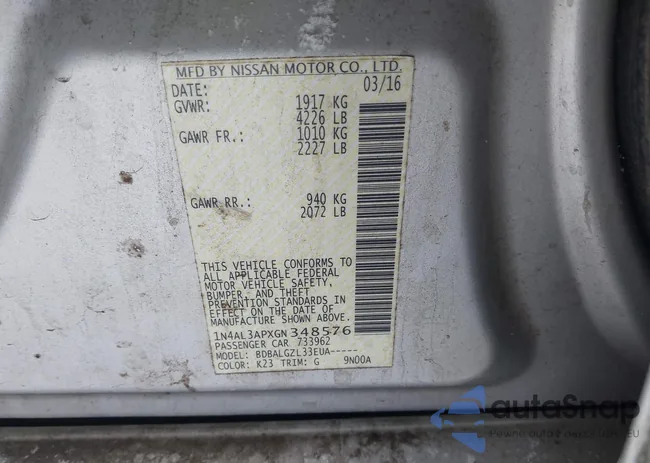 MFD BY NISSAN MOTOR CO., LTD.
DATE: 03/16
GVWR: 1917 KG
4226 LB
GAWR FR.: 1010 KG
2227 LB
GAWR RR.: 940 KG
2072 LB
THIS VEHICLE CONFORMS TO
ALL APPLICABLE FEDERAL
MOTOR VEHICLE SAFETY,
BUMPER, AND THEFT
PREVENTION STANDARDS IN
EFFECT ON THE DATE OF
MANUFACTURE SHOWN ABOVE.
1N4AL3APXGN348576
PASSENGER CAR 733962
MODEL: BDBALGZL33EUA-----
COLOR: K23 TRIM: G 9N00A
autoSnap
Pewne auta z